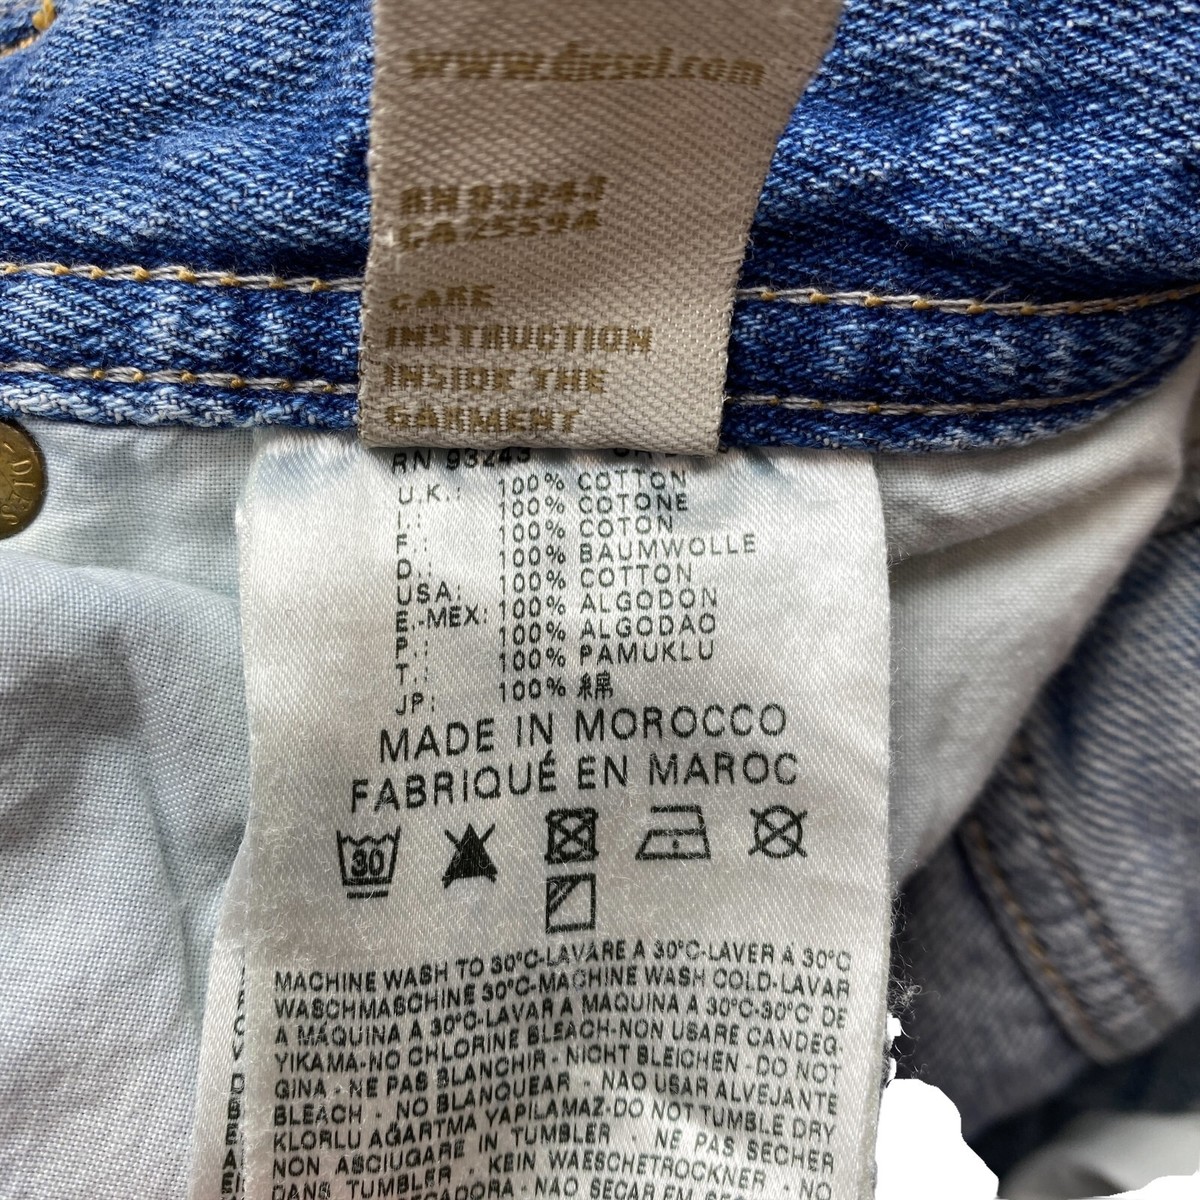 www.diesel.com
RN 93243
CA 25594
CARE
INSTRUCTION
INSIDE THE
GARMENT
RN 93243
U.K.: 100% COTTON
I.: 100% COTONE
F.: 100% COTON
D.: 100% BAUMWOLLE
USA: 100% COTTON
E.-MEX: 100% ALGODON
P.: 100% ALGODAO
T.: 100% PAMUKLU
JP: 100% 綿
MADE IN MOROCCO
FABRIQUÉ EN MAROC
30
MACHINE WASH TO 30°C-LAVARE A 30°C-LAVER Á 30°C
WASCHMASCHINE 30°C-MACHINE WASH COLD-LAVAR
A MÁQUINA A 30°C-LAVAR A MAQUINA A 30°C-30°C DE
YIKAMA-NO CHLORINE BLEACH-NON USARE CANDEG-
GINA - NE PAS BLANCHIR - NICHT BLEICHEN - DO NOT
BLEACH - NO BLANQUEAR - NAO USAR ALVEJANTE
KLORLU AĞARTMA YAPILAMAZ-DO NOT TUMBLE DRY
NON ASCIUGARE IN TUMBLER - NE PAS SECHER
DANS TUMBLER - KEIN WAESCHETROCKNER - NO
NAO SECAR EM